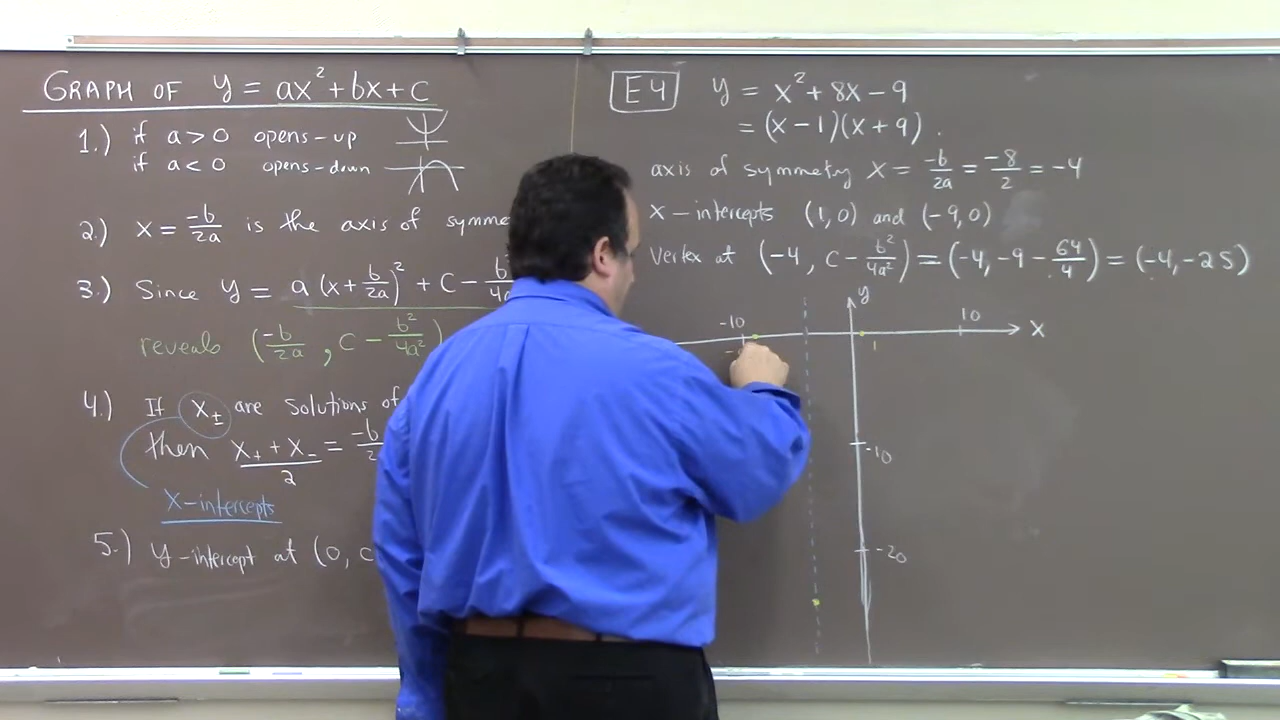 GRAPH OF y = ax² + bx + c
1.) if a > 0 opens-up
if a < 0 opens-down
2.) x = -b/2a is the axis of symme
3.) Since y = a(x + b/2a)² + C - b²/4a
reveals (-b/2a, C - b²/4a²)
4.) If x± are solutions of
then (x₊ + x₋)/2 = -b/2
x-intercepts
5.) y-intercept at (0, c
E4 y = x² + 8x - 9
= (x - 1)(x + 9).
axis of symmetry x = -b/2a = -8/2 = -4
x-intercepts (1, 0) and (-9, 0)
Vertex at (-4, C - b²/4a²) = (-4, -9 - 64/4) = (-4, -25)
y
-10
10
x
1
-10
-20